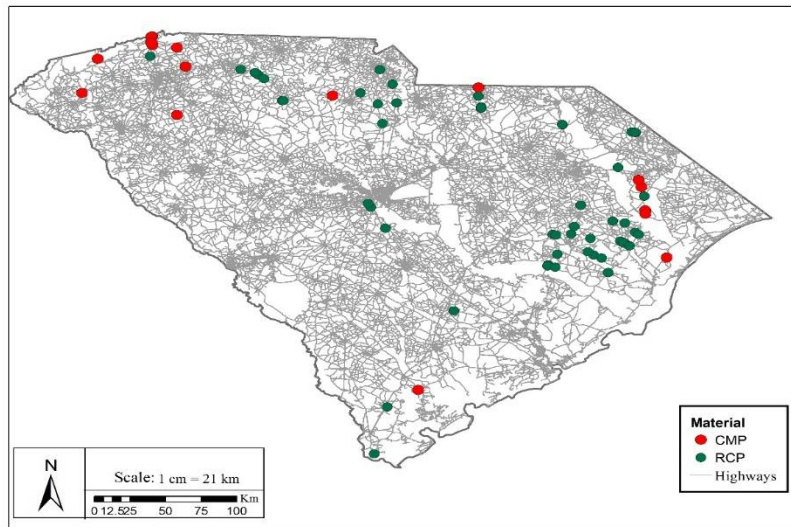 Material
CMP
RCP
Highways
N
Scale: 1 cm = 21 km
Km
0 12.525 50 75 100